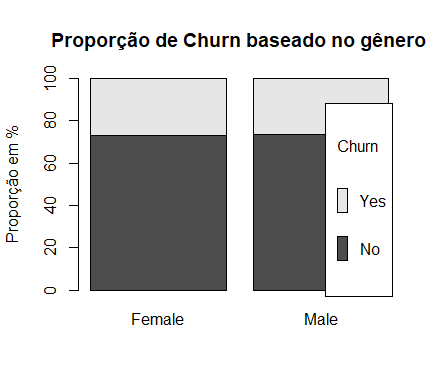 Proporção de Churn baseado no gênero
Proporção em %
100
80
60
40
20
0
Churn
Yes
No
Female
Male